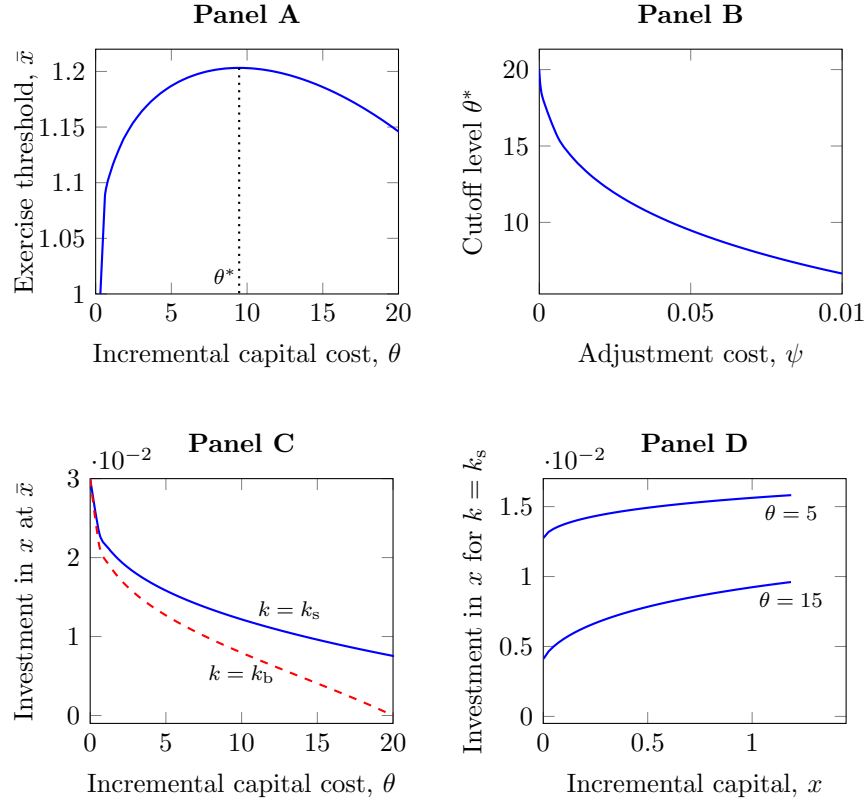 Panel A
Exercise threshold, x̄
1.2
1.15
1.1
1.05
1
θ*
0
5
10
15
20
Incremental capital cost, θ
Panel B
Cutoff level θ*
20
15
10
0
0.05
0.01
Adjustment cost, ψ
Panel C
·10⁻²
Investment in x at x̄
3
2
1
0
k = kₛ
k = k_b
0
5
10
15
20
Incremental capital cost, θ
Panel D
·10⁻²
Investment in x for k = kₛ
1.5
1
0.5
0
θ = 5
θ = 15
0
0.5
1
Incremental capital, x